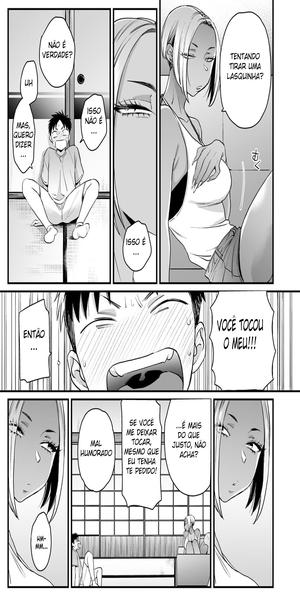 TENTANDO
TIRAR UMA
LASQUINHA?
NÃO É
VERDADE?
UH
ISSO
NÃO É
...
MAS,
QUERO
DIZER
...
ISSO É
...
VOCÊ TOCOU
O MEU!!!
ENTÃO
...
...É MAIS
DO QUE
JUSTO, NÃO
ACHA?
SE VOCÊ
ME DEIXAR
TOCAR,
MESMO QUE
EU TENHA
TE PEDIDO!
MAL
HUMORADO
HM-
MM...